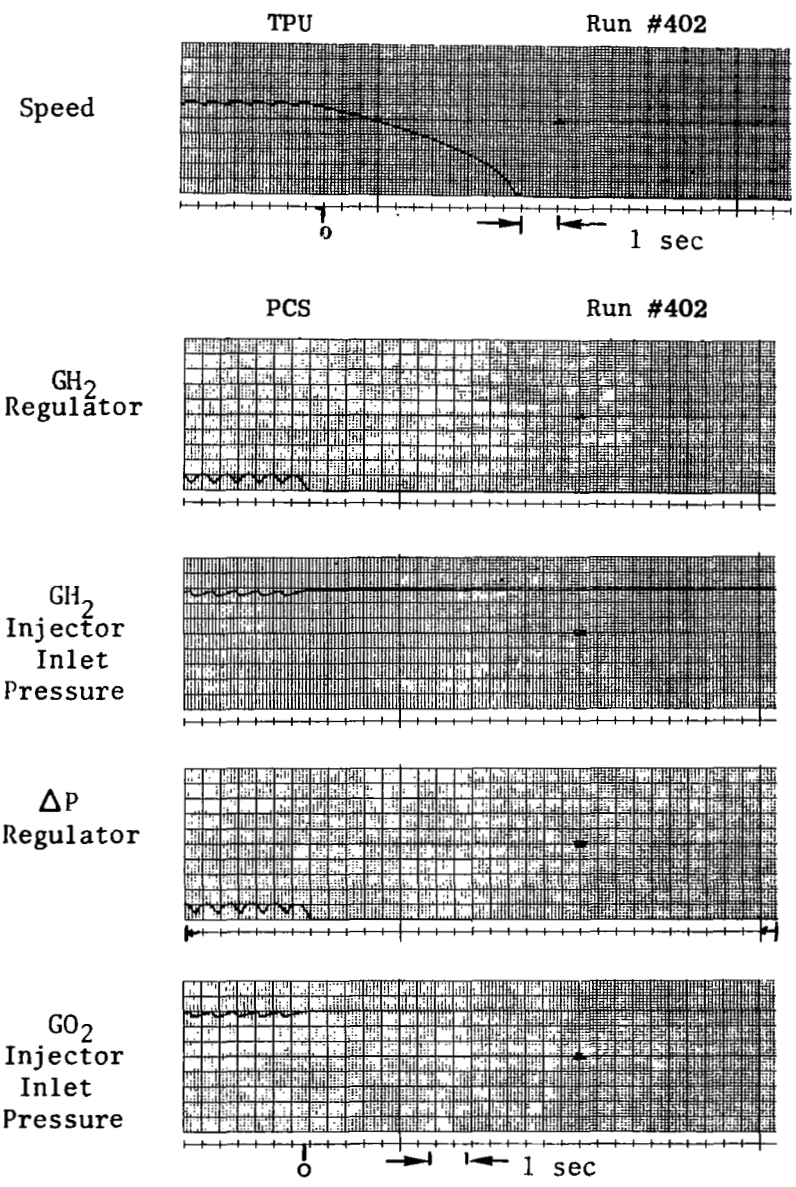 TPU Run #402
Speed
o 1 sec
PCS Run #402
GH2
Regulator
GH2
Injector
Inlet
Pressure
ΔP
Regulator
GO2
Injector
Inlet
Pressure
o 1 sec